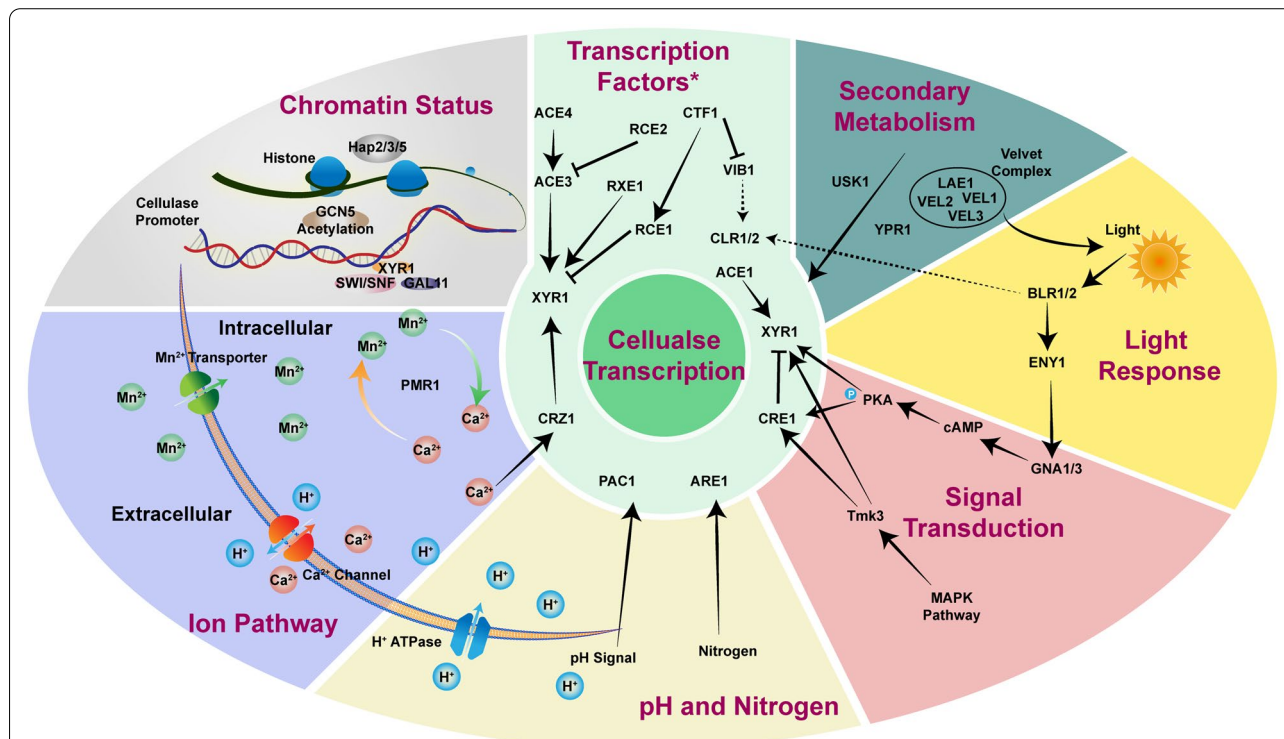 Transcription
Factors*
ACE4
CTF1
RCE2
ACE3
VIB1
RXE1
RCE1
CLR1/2
ACE1
XYR1
XYR1
Cellualse
Transcription
CRZ1
CRE1
PAC1
ARE1
Chromatin Status
Hap2/3/5
Histone
Cellulase
Promoter
GCN5
Acetylation
XYR1
SWI/SNF
GAL11
Secondary
Metabolism
Velvet
Complex
USK1
LAE1
VEL2
VEL1
VEL3
YPR1
Light
BLR1/2
ENY1
Light
Response
P
PKA
cAMP
GNA1/3
Signal
Transduction
Tmk3
MAPK
Pathway
Intracellular
Mn²⁺
Mn²⁺ Transporter
Mn²⁺
Mn²⁺
PMR1
Mn²⁺
Mn²⁺
Mn²⁺
Ca²⁺
Ca²⁺
Ca²⁺
Extracellular
H⁺
H⁺
Ca²⁺
H⁺
Ca²⁺
Ca²⁺ Channel
Ion Pathway
H⁺
H⁺
H⁺ ATPase
H⁺
H⁺
pH Signal
Nitrogen
pH and Nitrogen